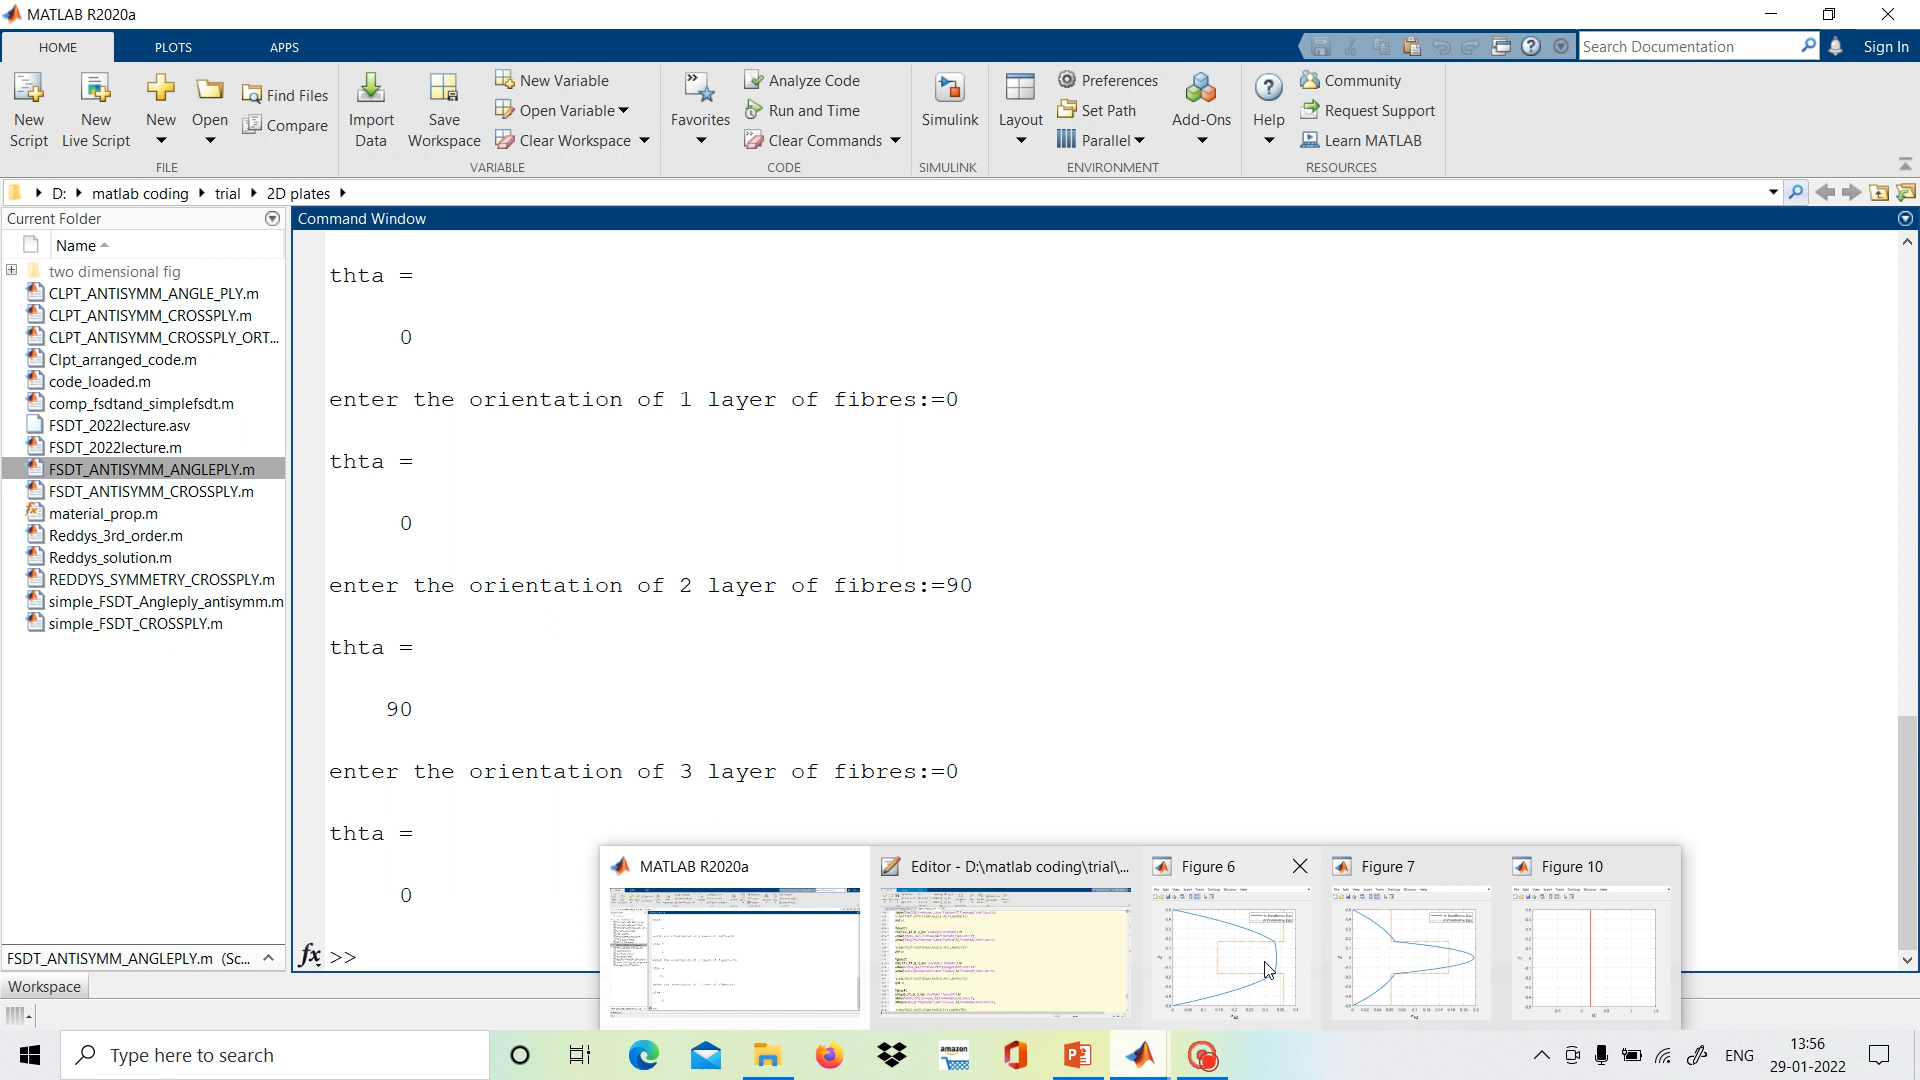 MATLAB R2020a
HOME PLOTS APPS
Search Documentation
Sign In
New Script
New Live Script
New
Open
Find Files
Compare
Import Data
Save Workspace
New Variable
Open Variable
Clear Workspace
Favorites
Analyze Code
Run and Time
Clear Commands
Simulink
Layout
Preferences
Set Path
Parallel
Add-Ons
Help
Community
Request Support
Learn MATLAB
FILE VARIABLE CODE SIMULINK ENVIRONMENT RESOURCES
D: matlab coding trial 2D plates
Current Folder
Name
two dimensional fig
CLPT_ANTISYMM_ANGLE_PLY.m
CLPT_ANTISYMM_CROSSPLY.m
CLPT_ANTISYMM_CROSSPLY_ORT...
Clpt_arranged_code.m
code_loaded.m
comp_fsdtand_simplefsdt.m
FSDT_2022lecture.asv
FSDT_2022lecture.m
FSDT_ANTISYMM_ANGLEPLY.m
FSDT_ANTISYMM_CROSSPLY.m
material_prop.m
Reddys_3rd_order.m
Reddys_solution.m
REDDYS_SYMMETRY_CROSSPLY.m
simple_FSDT_Angleply_antisymm.m
simple_FSDT_CROSSPLY.m
FSDT_ANTISYMM_ANGLEPLY.m (Sc...
Workspace
Command Window
thta =
0
enter the orientation of 1 layer of fibres:=0
thta =
0
enter the orientation of 2 layer of fibres:=90
thta =
90
enter the orientation of 3 layer of fibres:=0
thta =
0
fx >>
MATLAB R2020a
Editor - D:\matlab coding\trial\...
Figure 6
Figure 7
Figure 10
Type here to search
amazon
ENG
13:56
29-01-2022